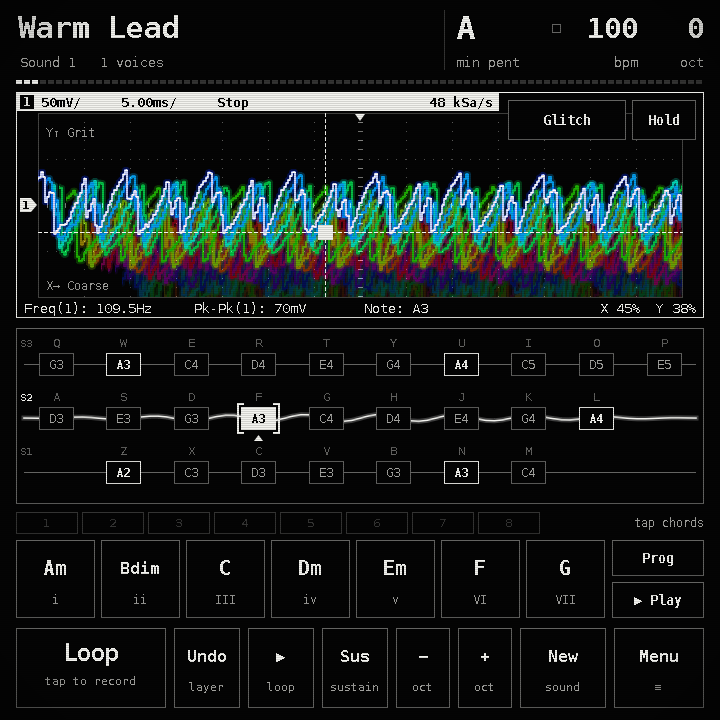 Warm Lead
A
100
0
Sound 1 1 voices
min pent
bpm
oct
1 50mV/ 5.00ms/ Stop 48 kSa/s
Glitch
Hold
Y↑ Grit
1
X→ Coarse
Freq(1): 109.5Hz Pk-Pk(1): 70mV Note: A3 X 45% Y 38%
S3 Q W E R T Y U I O P
G3 A3 C4 D4 E4 G4 A4 C5 D5 E5
S2 A S D F G H J K L
D3 E3 G3 A3 C4 D4 E4 G4 A4
S1 Z X C V B N M
A2 C3 D3 E3 G3 A3 C4
1 2 3 4 5 6 7 8 tap chords
Am Bdim C Dm Em F G
i ii III iv v VI VII
Prog
▶ Play
Loop
tap to record
Undo
layer
▶
loop
Sus
sustain
−
oct
+
oct
New
sound
Menu
≡